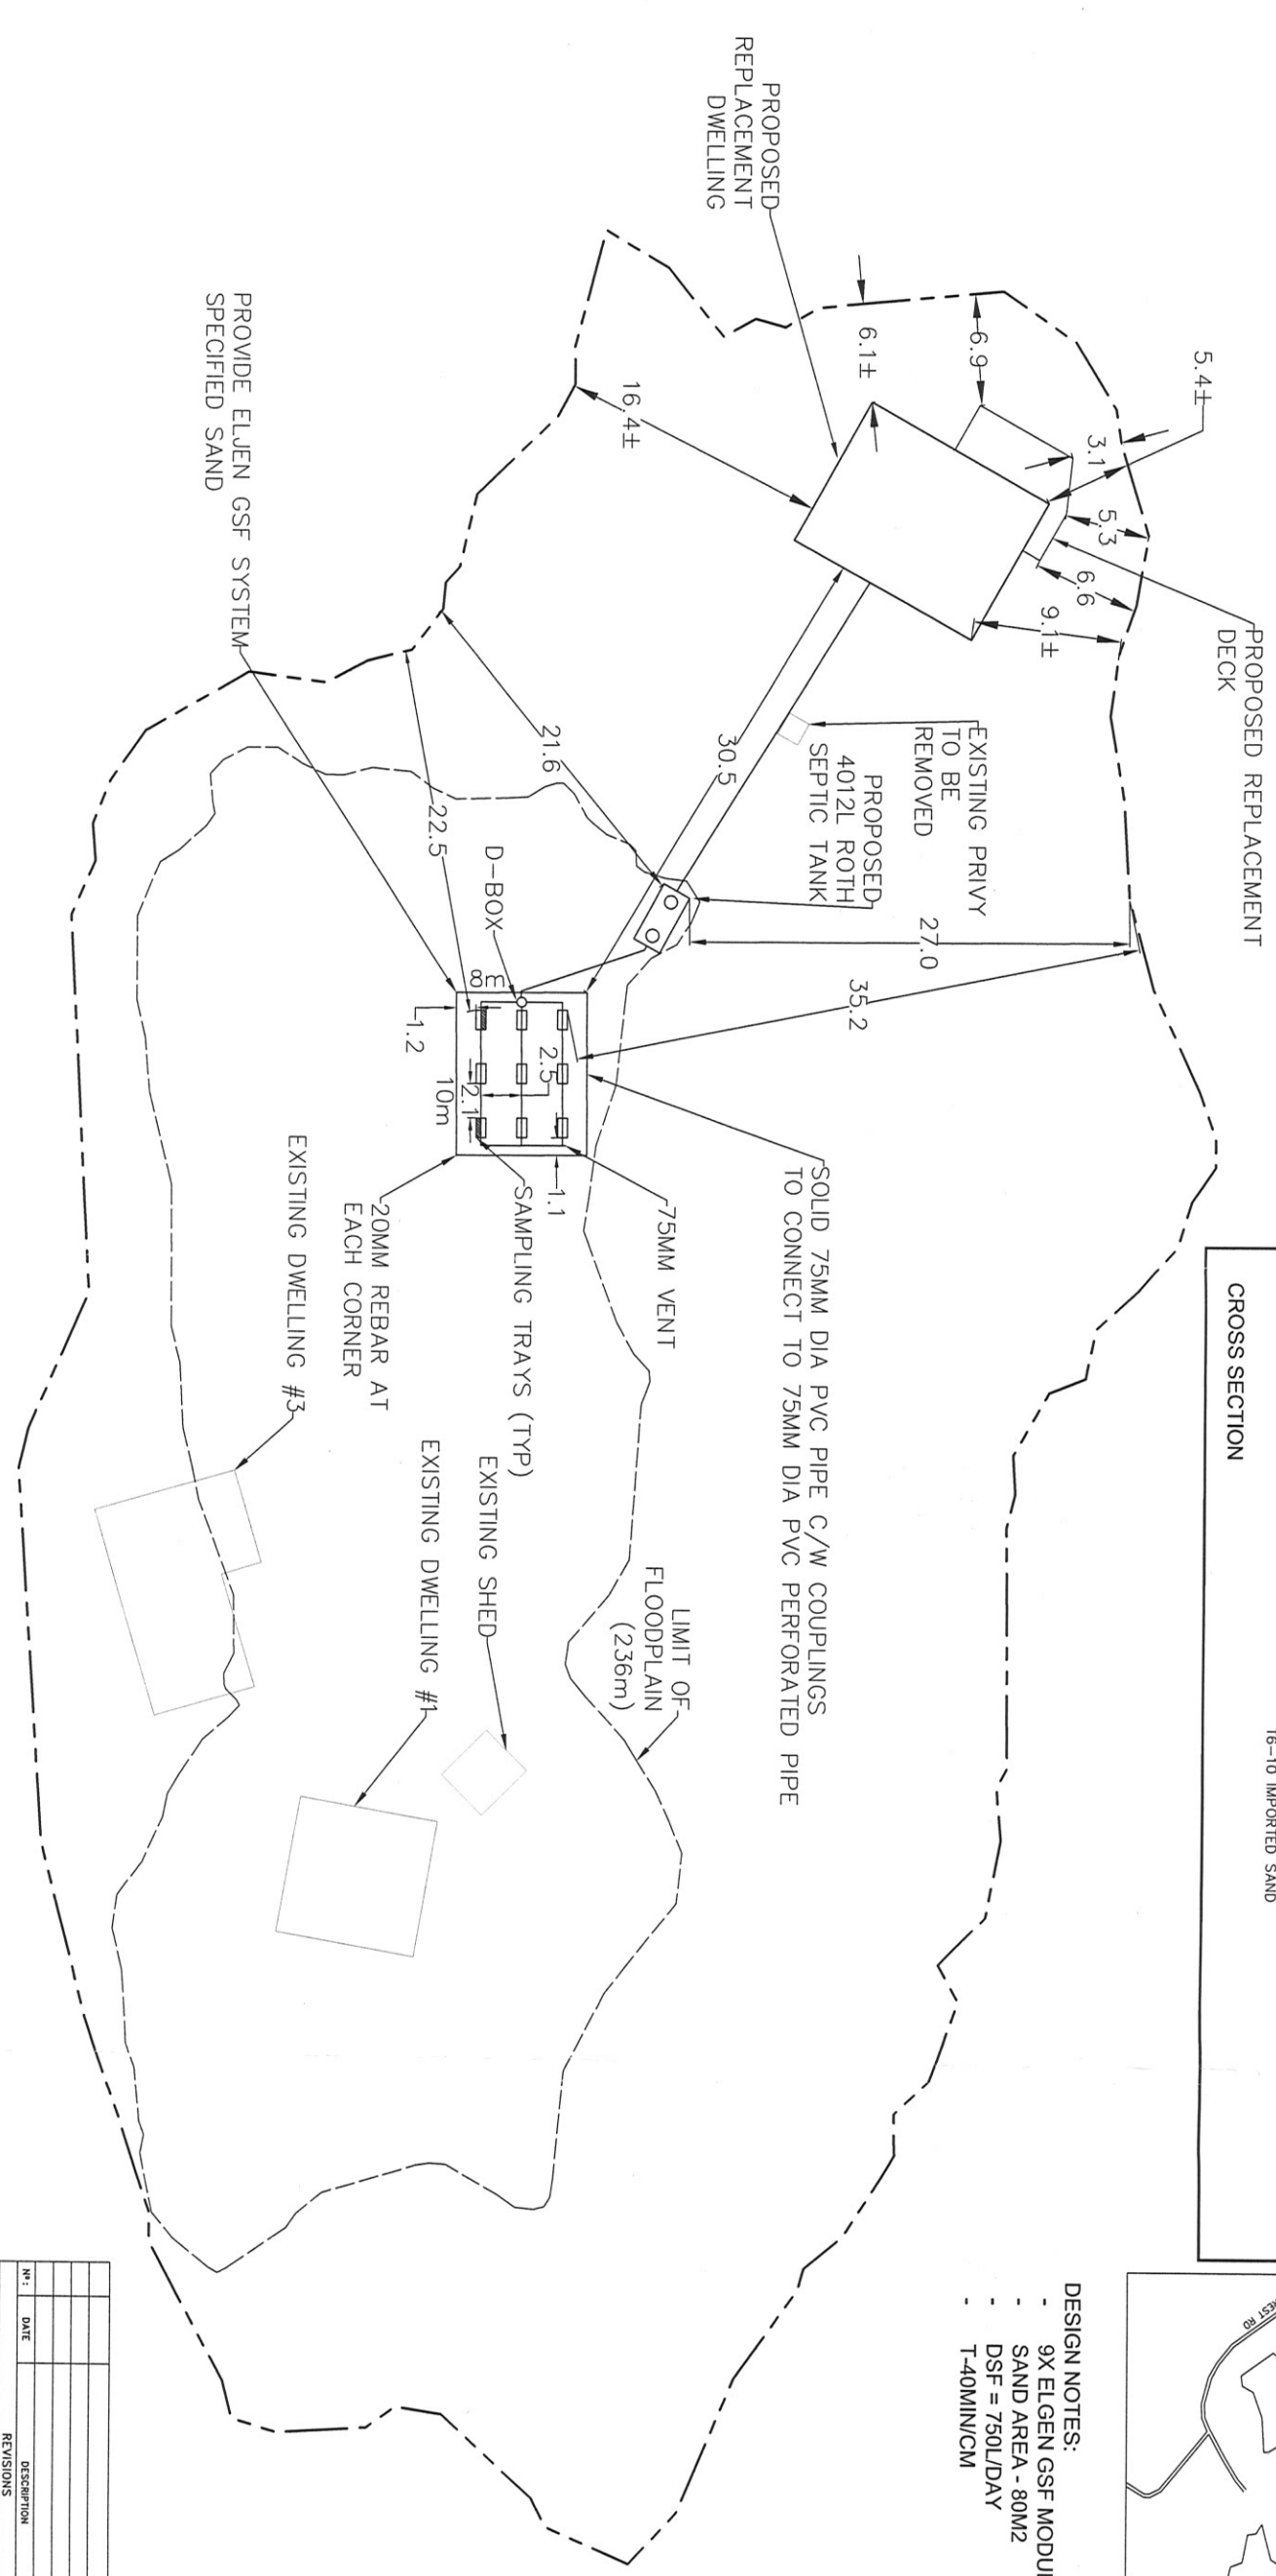 PROPOSED
REPLACEMENT
DWELLING
5.4±
3.1
5.3
6.6
9.1±
6.9
6.1±
16.4±
PROPOSED REPLACEMENT
DECK
EXISTING PRIVY
TO BE
REMOVED
PROPOSED
4012L ROTH
SEPTIC TANK
30.5
21.6
22.5
27.0
35.2
PROVIDE ELJEN GSF SYSTEM
SPECIFIED SAND
D-BOX
8m
1.2
2.5
2.1
10m
1.1
SOLID 75MM DIA PVC PIPE C/W COUPLINGS
TO CONNECT TO 75MM DIA PVC PERFORATED PIPE
75MM VENT
SAMPLING TRAYS (TYP)
20MM REBAR AT
EACH CORNER
EXISTING DWELLING #3
EXISTING DWELLING #1
EXISTING SHED
LIMIT OF
FLOODPLAIN
(236m)
CROSS SECTION
16-10 IMPORTED SAND
DESIGN NOTES:
- 9X ELGEN GSF MODU
- SAND AREA - 80M2
- DSF = 750L/DAY
- T-40MIN/CM
RD
Nº: DATE DESCRIPTION
REVISIONS